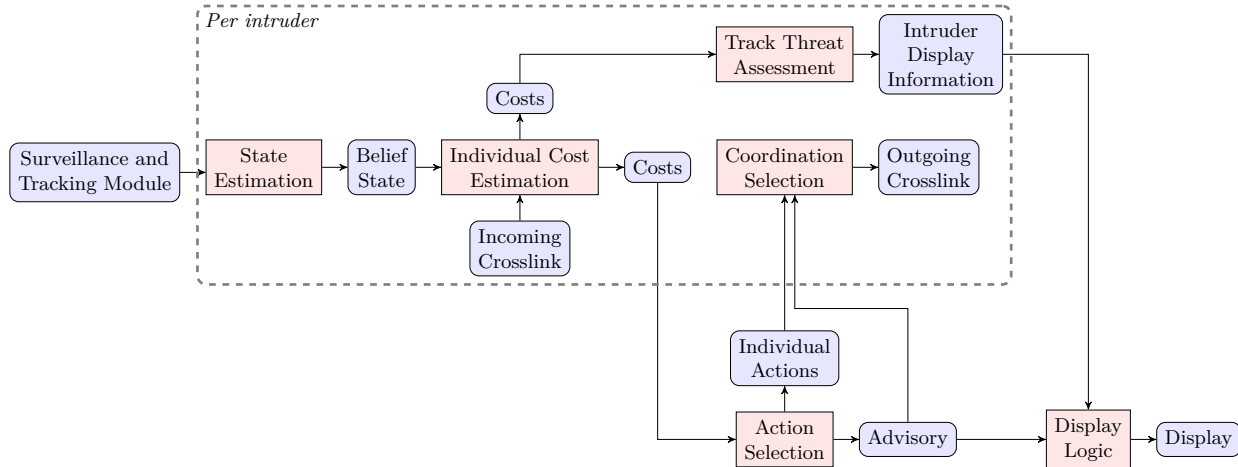 Per intruder
Track Threat
Assessment
Intruder
Display
Information
Costs
Surveillance and
Tracking Module
State
Estimation
Belief
State
Individual Cost
Estimation
Costs
Coordination
Selection
Outgoing
Crosslink
Incoming
Crosslink
Individual
Actions
Action
Selection
Advisory
Display
Logic
Display